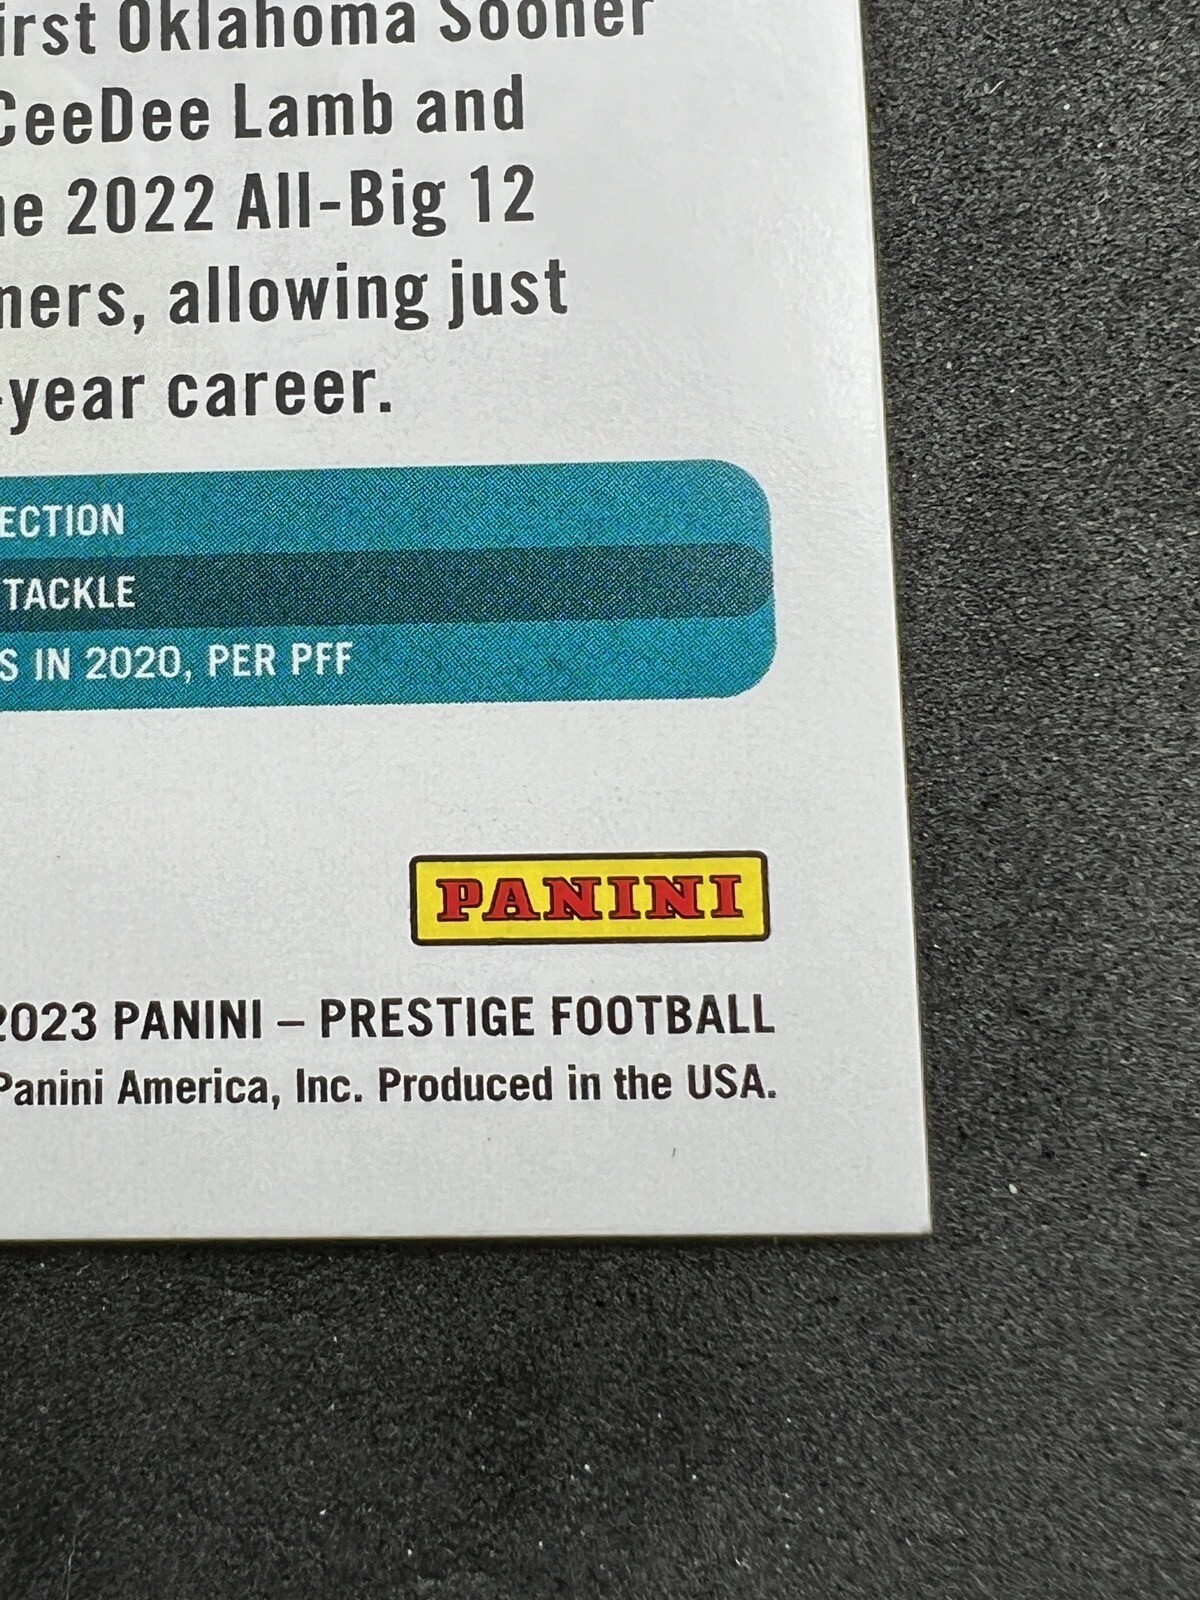 irst Oklahoma Sooner
CeeDee Lamb and
2022 All-Big 12
ners, allowing just
-year career.
ECTION
TACKLE
S IN 2020, PER PFF
PANINI
2023 PANINI – PRESTIGE FOOTBALL
Panini America, Inc. Produced in the USA.